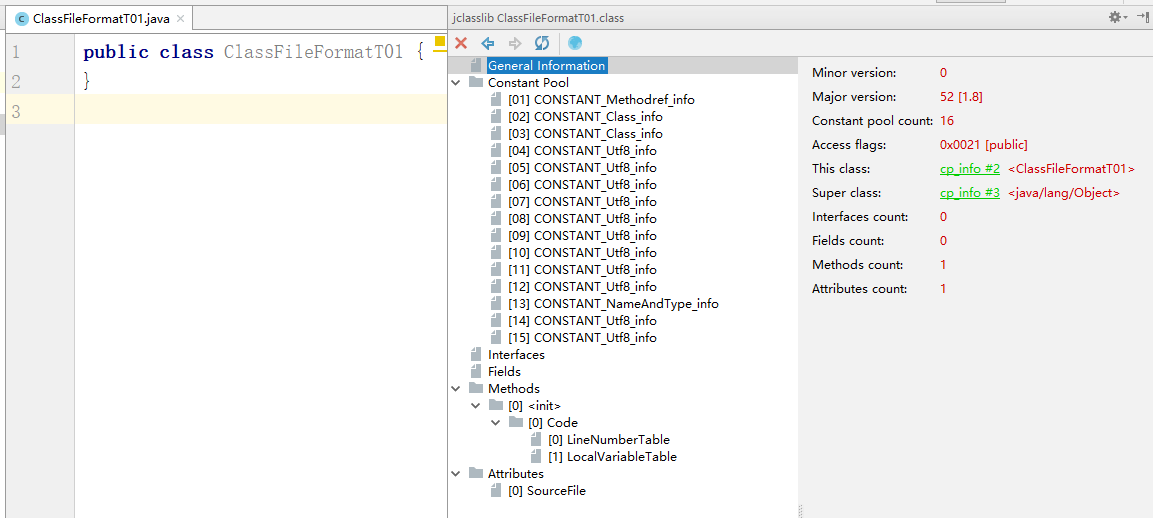 ClassFileFormatT01.java
1 public class ClassFileFormatT01 {
2 }
3
jclasslib ClassFileFormatT01.class
General Information
Constant Pool
[01] CONSTANT_Methodref_info
[02] CONSTANT_Class_info
[03] CONSTANT_Class_info
[04] CONSTANT_Utf8_info
[05] CONSTANT_Utf8_info
[06] CONSTANT_Utf8_info
[07] CONSTANT_Utf8_info
[08] CONSTANT_Utf8_info
[09] CONSTANT_Utf8_info
[10] CONSTANT_Utf8_info
[11] CONSTANT_Utf8_info
[12] CONSTANT_Utf8_info
[13] CONSTANT_NameAndType_info
[14] CONSTANT_Utf8_info
[15] CONSTANT_Utf8_info
Interfaces
Fields
Methods
[0] <init>
[0] Code
[0] LineNumberTable
[1] LocalVariableTable
Attributes
[0] SourceFile
Minor version: 0
Major version: 52 [1.8]
Constant pool count: 16
Access flags: 0x0021 [public]
This class: cp_info #2 <ClassFileFormatT01>
Super class: cp_info #3 <java/lang/Object>
Interfaces count: 0
Fields count: 0
Methods count: 1
Attributes count: 1